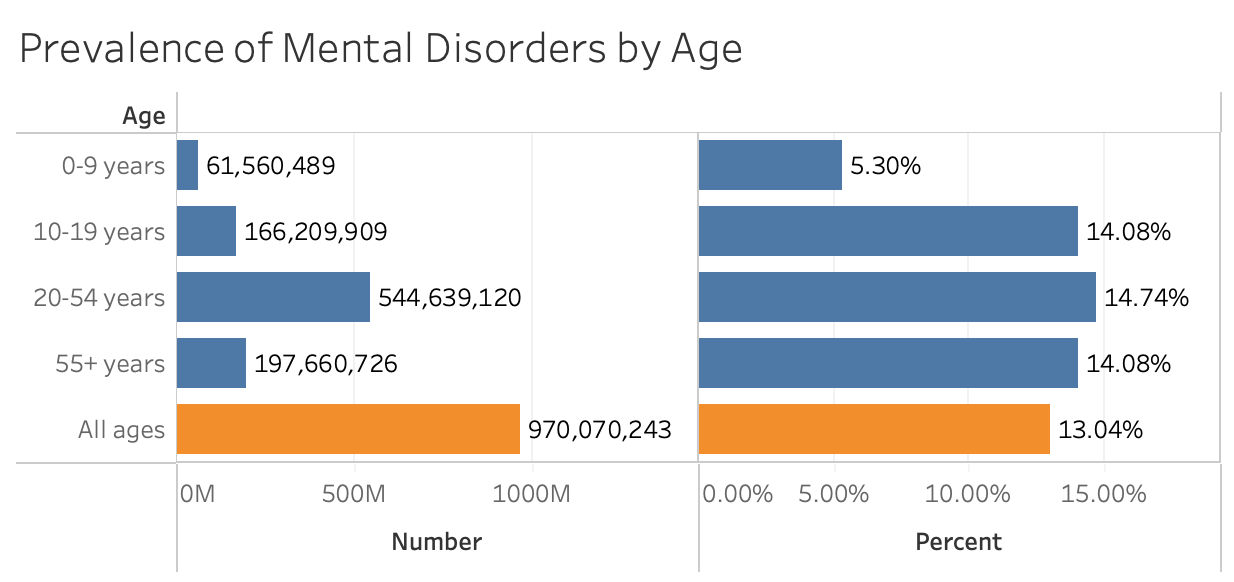 Prevalence of Mental Disorders by Age
Age
0-9 years 61,560,489 5.30%
10-19 years 166,209,909 14.08%
20-54 years 544,639,120 14.74%
55+ years 197,660,726 14.08%
All ages 970,070,243 13.04%
0M 500M 1000M 0.00% 5.00% 10.00% 15.00%
Number Percent